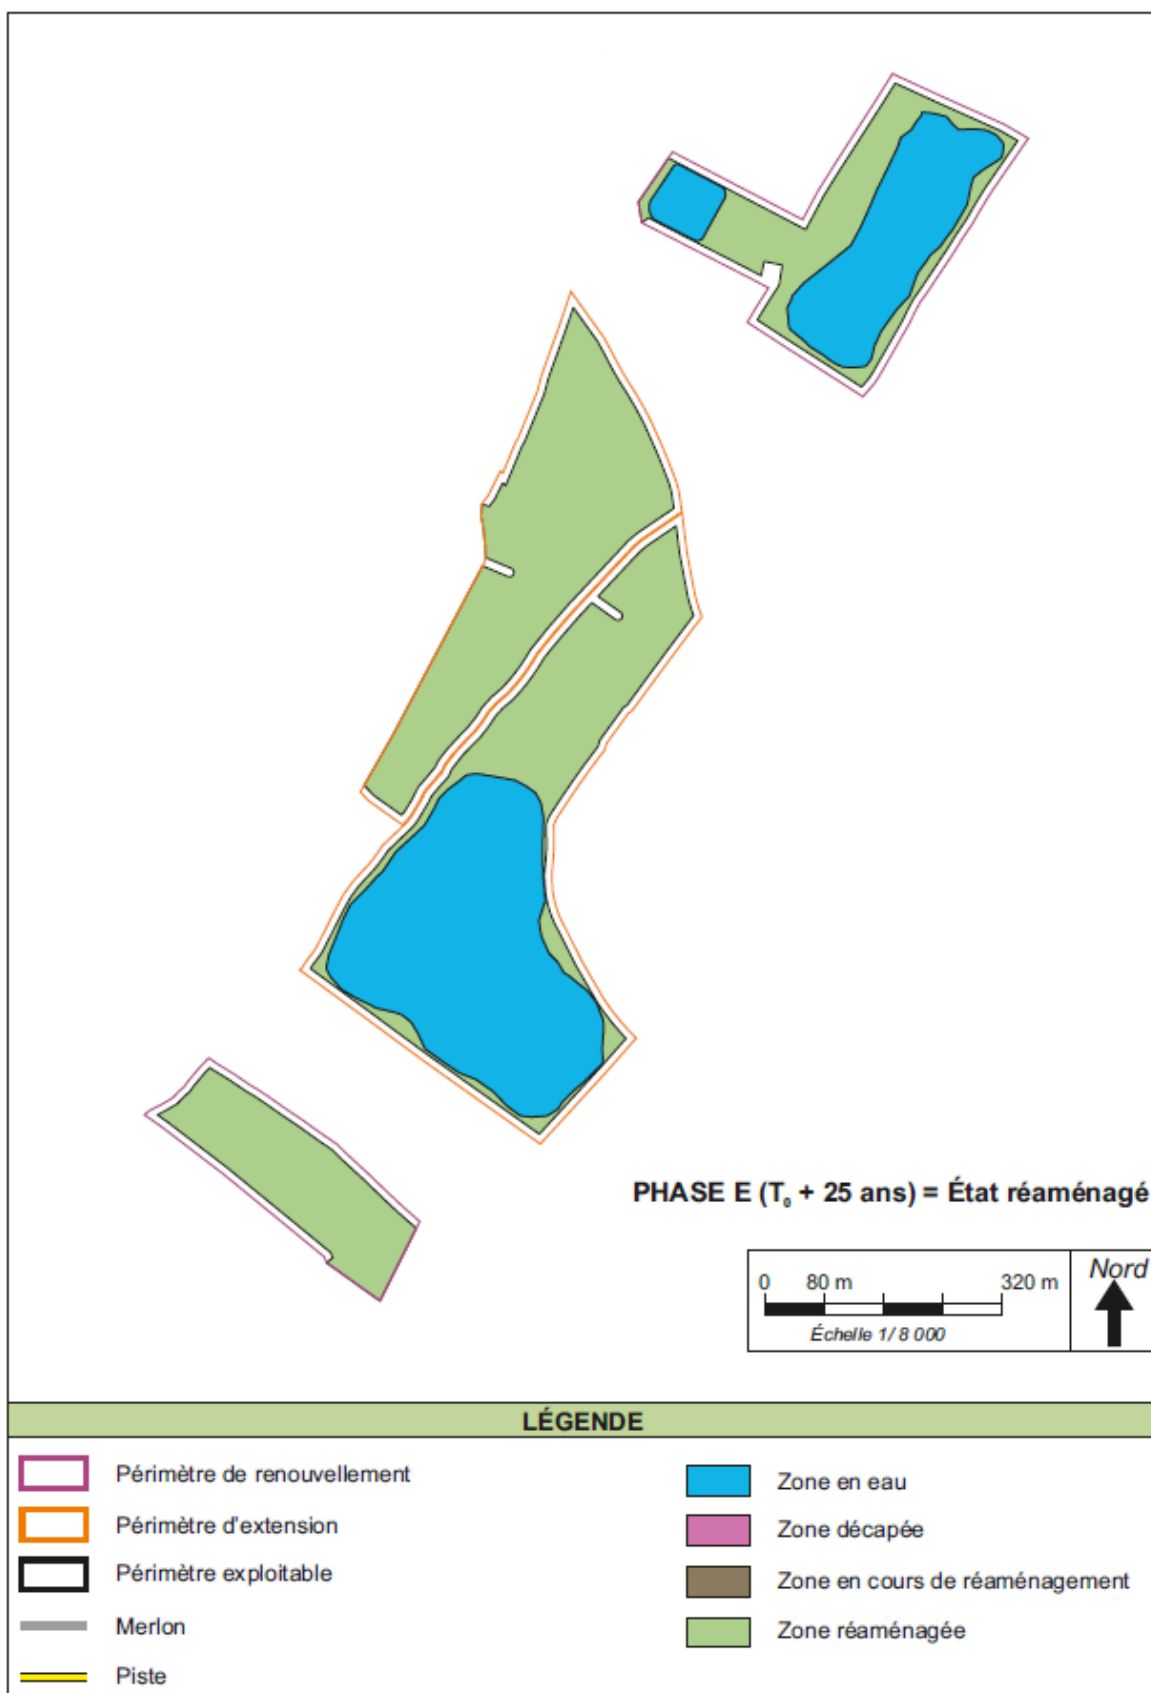 PHASE E (T₀ + 25 ans) = État réaménagé
0 80 m 320 m
Échelle 1/ 8 000
Nord
LÉGENDE
Périmètre de renouvellement
Périmètre d'extension
Périmètre exploitable
Merlon
Piste
Zone en eau
Zone décapée
Zone en cours de réaménagement
Zone réaménagée